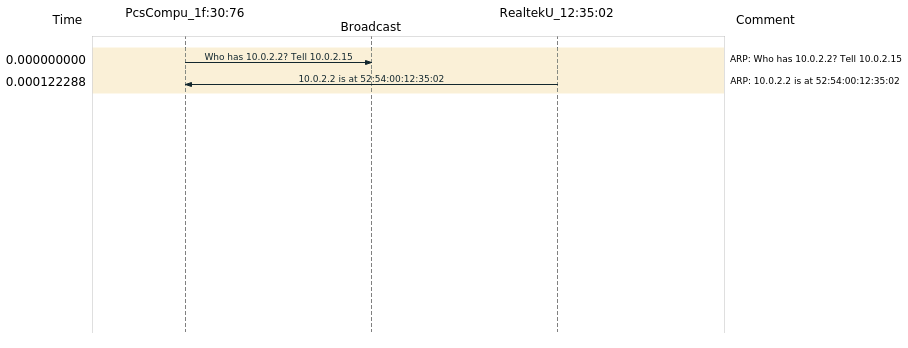 Time PcsCompu_1f:30:76 Broadcast RealtekU_12:35:02 Comment
0.000000000 Who has 10.0.2.2? Tell 10.0.2.15 ARP: Who has 10.0.2.2? Tell 10.0.2.15
0.000122288 10.0.2.2 is at 52:54:00:12:35:02 ARP: 10.0.2.2 is at 52:54:00:12:35:02